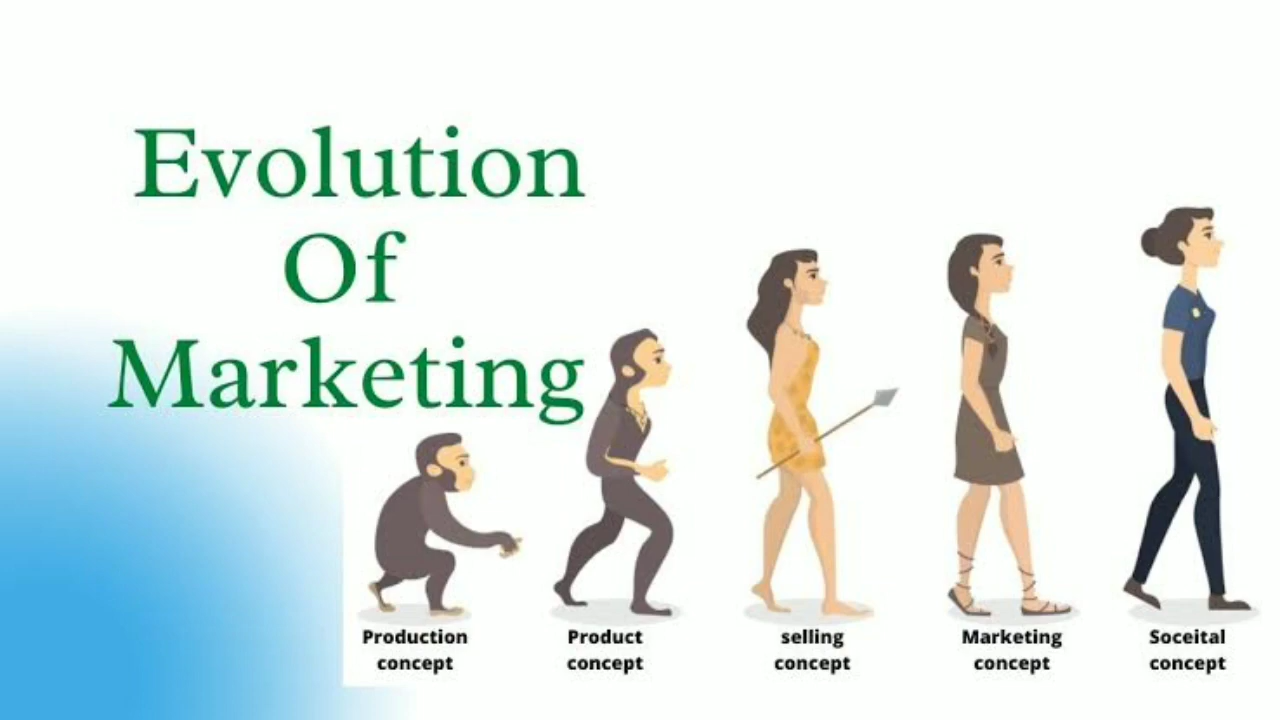 Evolution
Of
Marketing
Production
concept
Product
concept
selling
concept
Marketing
concept
Soceital
concept